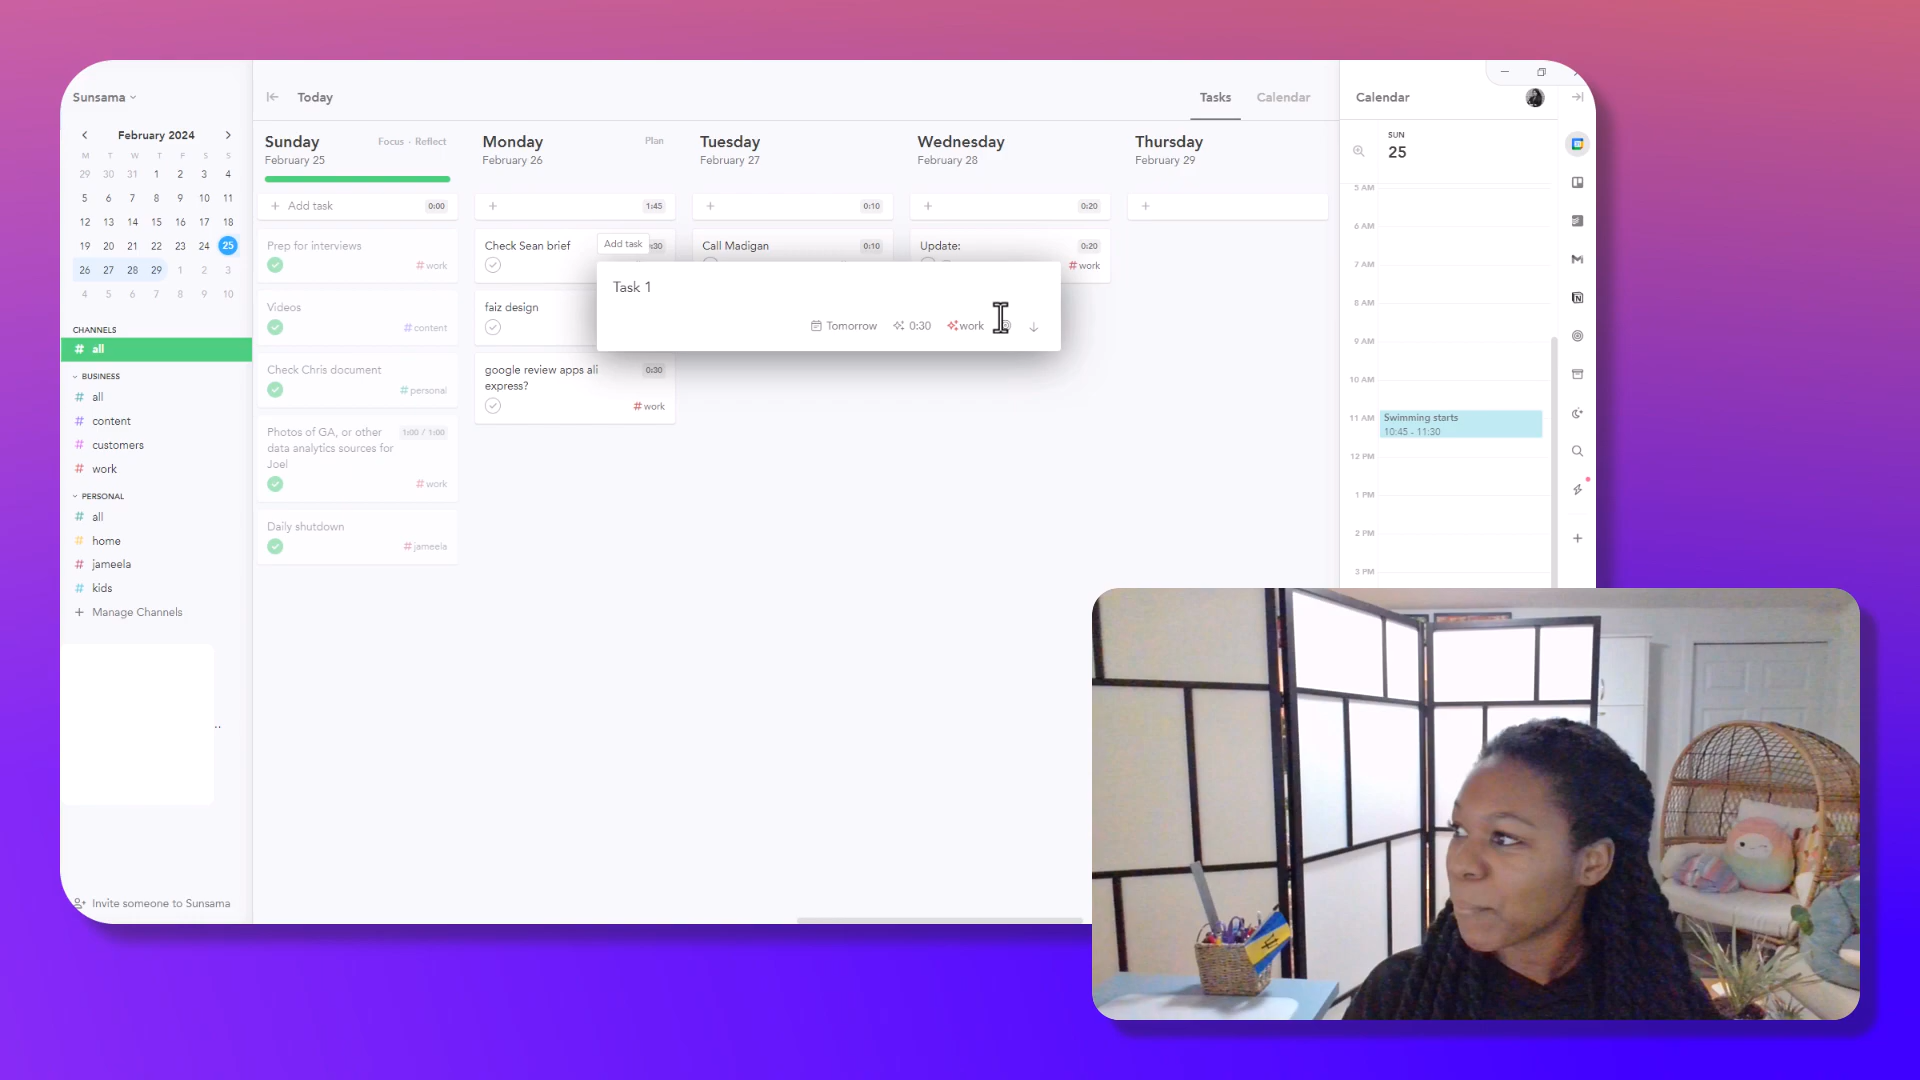 Sunsama
February 2024
M T W T F S S
29 30 31 1 2 3 4
5 6 7 8 9 10 11
12 13 14 15 16 17 18
19 20 21 22 23 24 25
26 27 28 29 1 2 3
4 5 6 7 8 9 10
CHANNELS
# all
BUSINESS
# all
# content
# customers
# work
PERSONAL
# all
# home
# jameela
# kids
+ Manage Channels
..
Invite someone to Sunsama
Today
Tasks
Calendar
Sunday
Focus · Reflect
February 25
+ Add task 0:00
Prep for interviews
# work
Videos
# content
Check Chris document
# personal
Photos of GA, or other 1:00 / 1:00
data analytics sources for
Joel
# work
Daily shutdown
# jameela
Monday
Plan
February 26
+ 1:45
Check Sean brief
Add task
:30
faiz design
google review apps ali 0:30
express?
# work
Tuesday
February 27
+ 0:10
Call Madigan 0:10
Wednesday
February 28
+ 0:20
Update: 0:20
# work
Thursday
February 29
+
Task 1
Tomorrow 0:30 work
Calendar
SUN
25
5 AM
6 AM
7 AM
8 AM
9 AM
10 AM
11 AM
Swimming starts
10:45 - 11:30
12 PM
1 PM
2 PM
3 PM